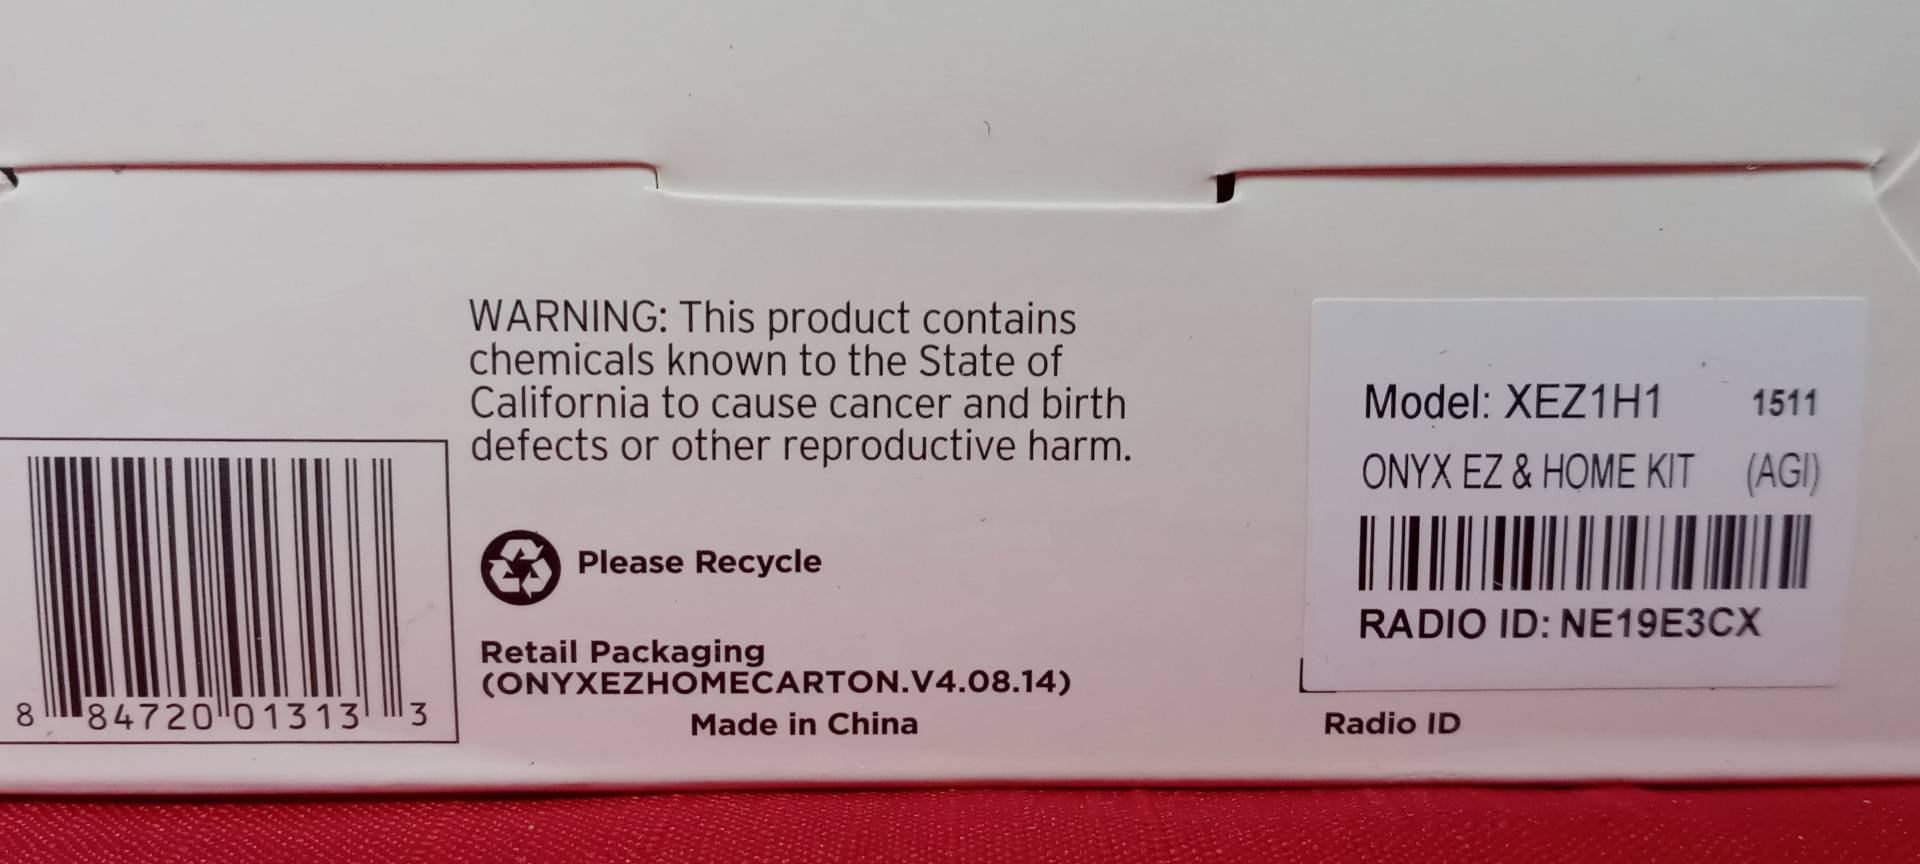 WARNING: This product contains
chemicals known to the State of
California to cause cancer and birth
defects or other reproductive harm.
Please Recycle
Retail Packaging
(ONYXEZHOMECARTON.V4.08.14)
Made in China
8 84720 01313 3
Model: XEZ1H1 1511
ONYX EZ & HOME KIT (AGI)
RADIO ID: NE19E3CX
Radio ID